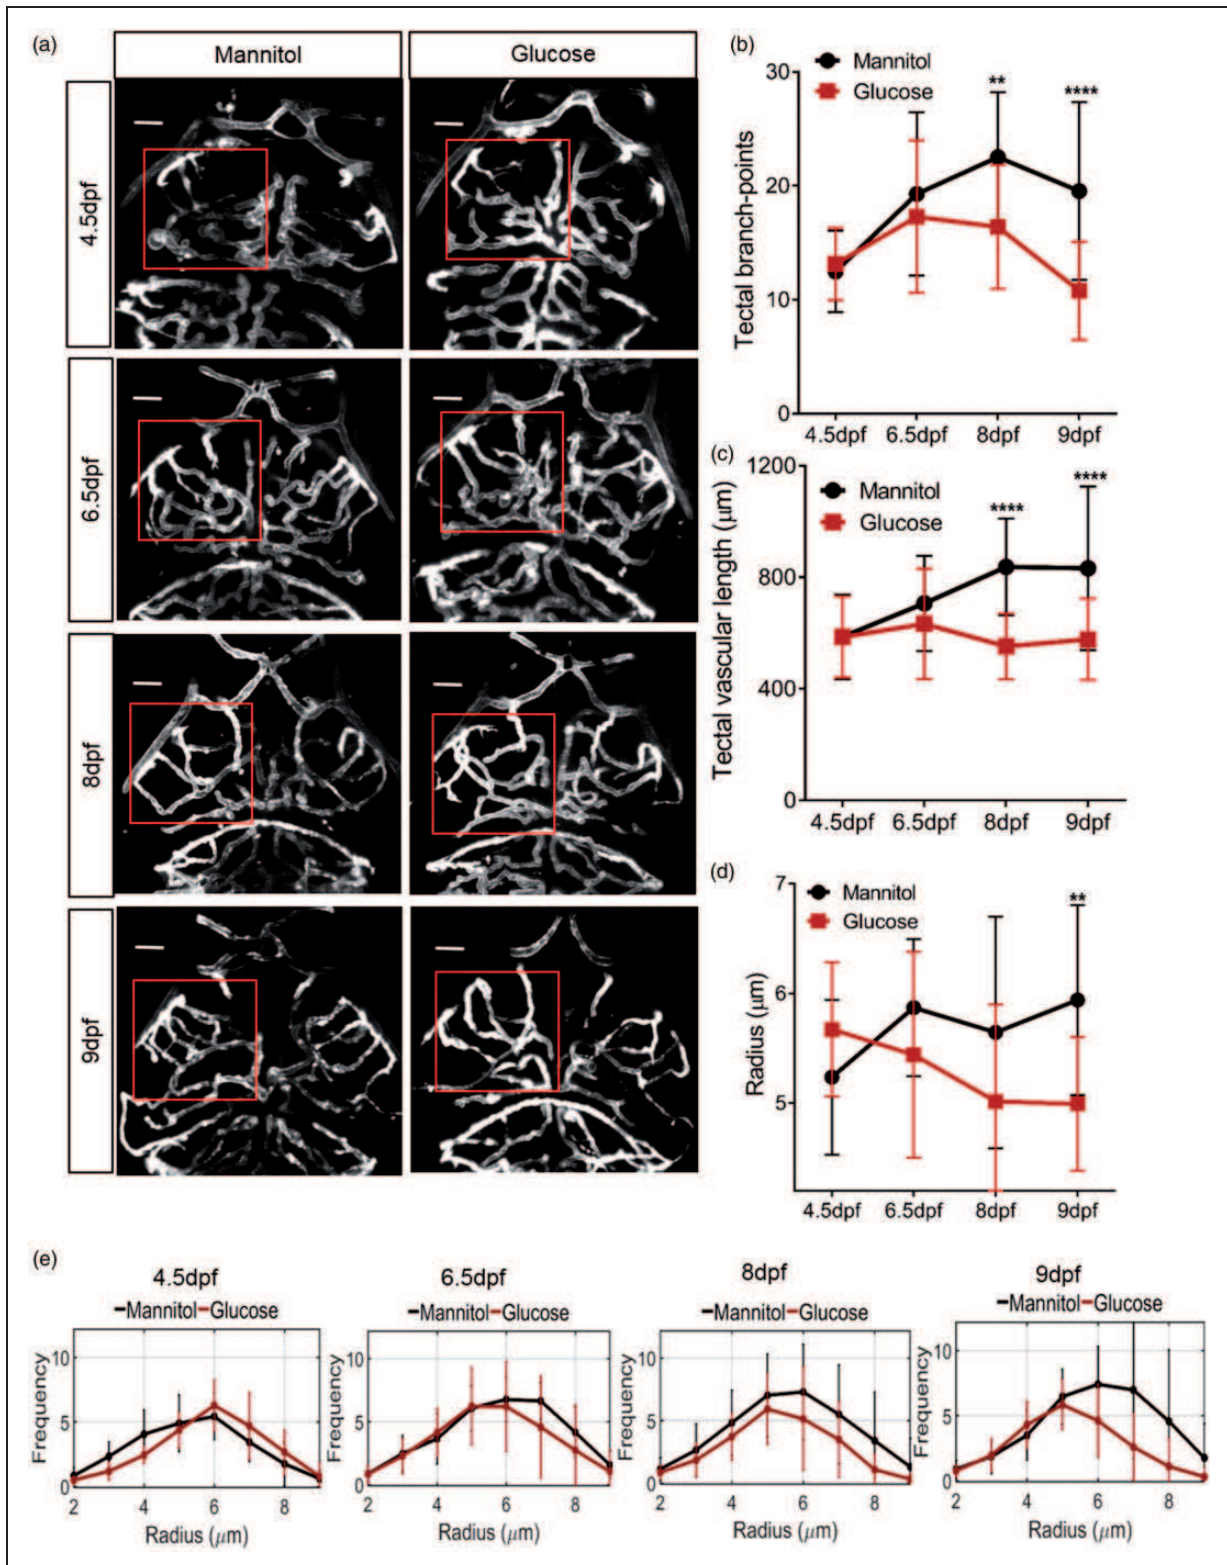 (a)
Mannitol
Glucose
4.5dpf
6.5dpf
8dpf
9dpf
(b)
Mannitol
Glucose
**
****
Tectal branch-points
30
20
10
0
4.5dpf 6.5dpf 8dpf 9dpf
(c)
Mannitol
Glucose
****
****
Tectal vascular length (μm)
1200
800
400
0
4.5dpf 6.5dpf 8dpf 9dpf
(d)
Mannitol
Glucose
**
Radius (μm)
7
6
5
4.5dpf 6.5dpf 8dpf 9dpf
(e)
4.5dpf
Mannitol Glucose
Frequency
10
5
0
2 4 6 8
Radius (μm)
6.5dpf
Mannitol Glucose
Frequency
10
5
0
2 4 6 8
Radius (μm)
8dpf
Mannitol Glucose
Frequency
10
5
0
2 4 6 8
Radius (μm)
9dpf
Mannitol Glucose
Frequency
10
5
0
2 4 6 8
Radius (μm)